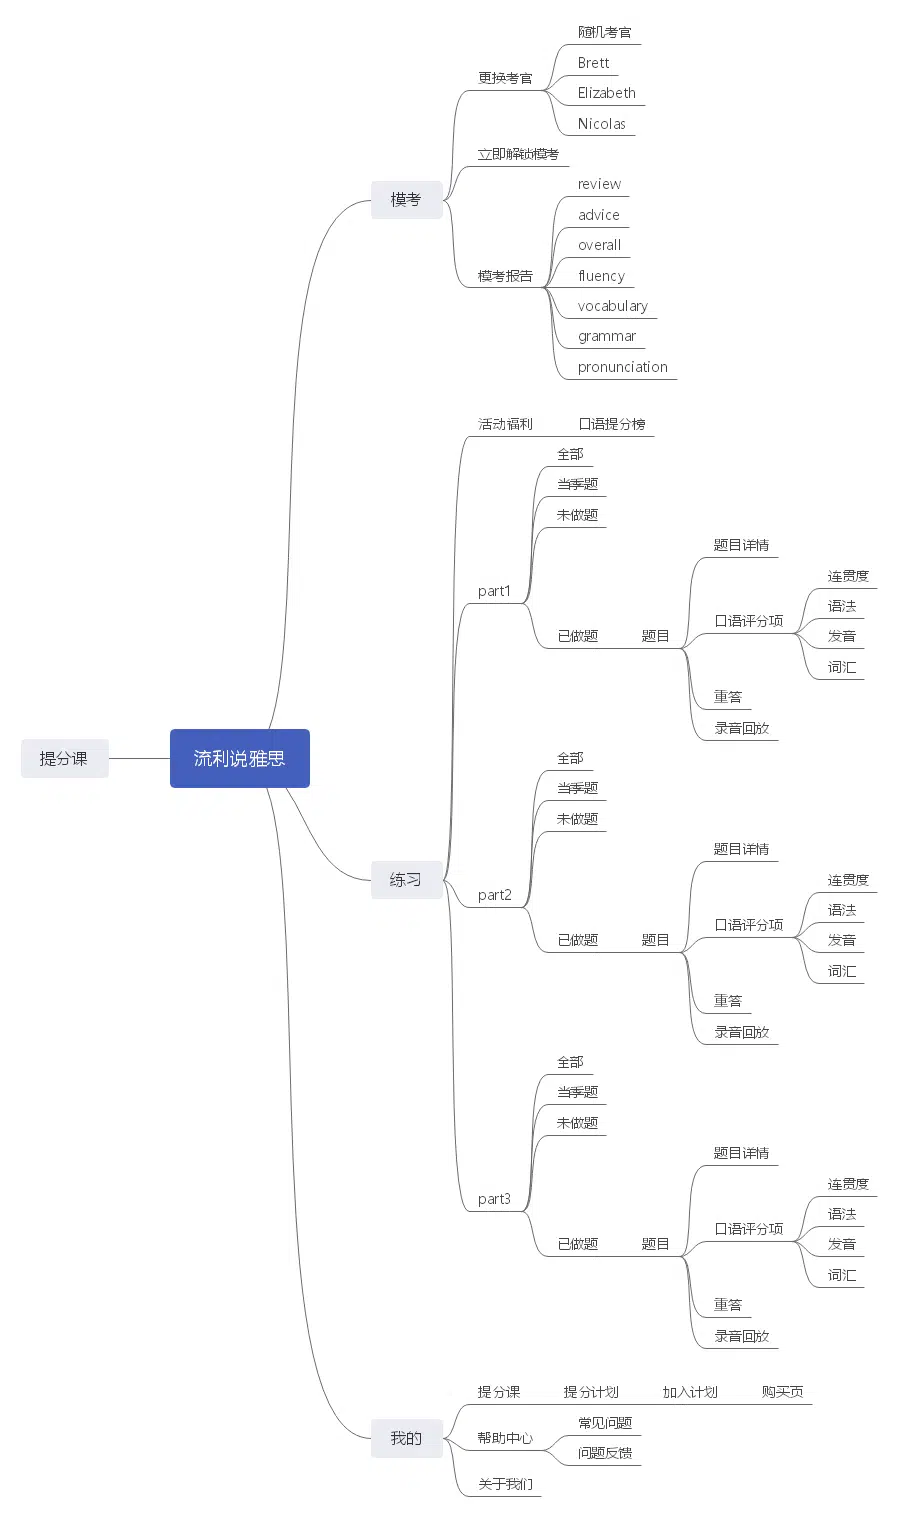 提分课
流利说雅思
模考
更换考官
随机考官
Brett
Elizabeth
Nicolas
立即解锁模考
模考报告
review
advice
overall
fluency
vocabulary
grammar
pronunciation
练习
活动福利
口语提分榜
part1
全部
当季题
未做题
已做题
题目
题目详情
口语评分项
连贯度
语法
发音
词汇
重答
录音回放
part2
全部
当季题
未做题
已做题
题目
题目详情
口语评分项
连贯度
语法
发音
词汇
重答
录音回放
part3
全部
当季题
未做题
已做题
题目
题目详情
口语评分项
连贯度
语法
发音
词汇
重答
录音回放
我的
提分课
提分计划
加入计划
购买页
帮助中心
常见问题
问题反馈
关于我们